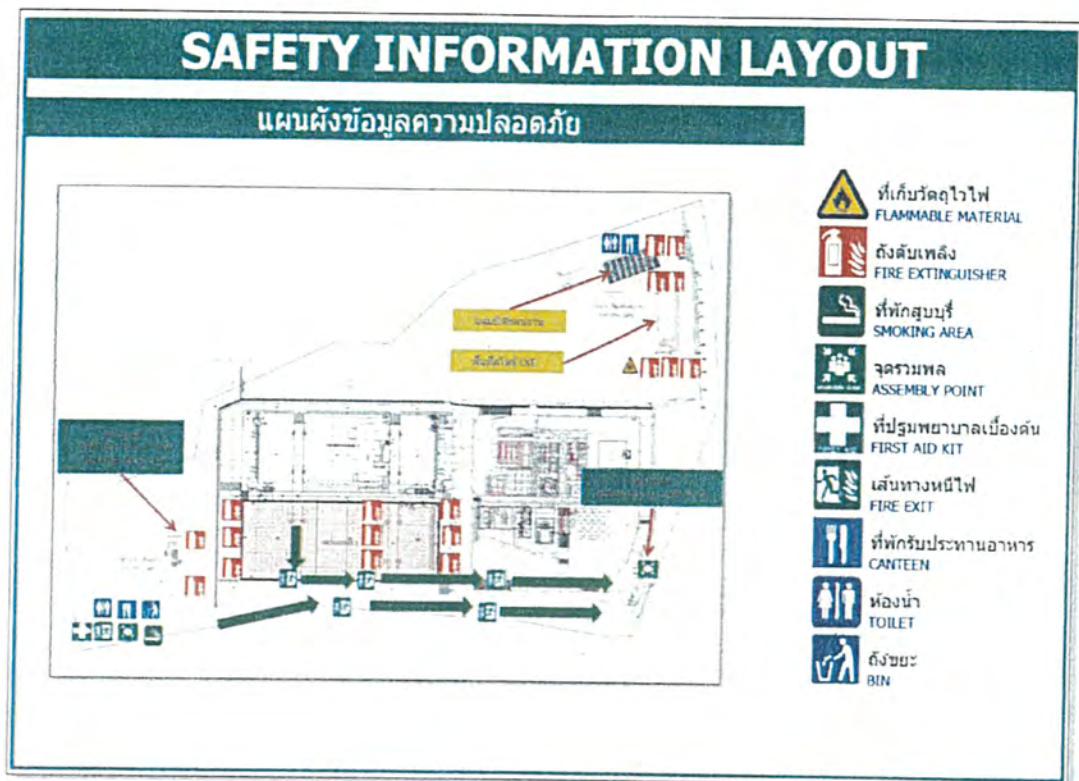 SAFETY INFORMATION LAYOUT
แผนผังข้อมูลความปลอดภัย
ที่เก็บวัตถุไวไฟ
FLAMMABLE MATERIAL
ถังดับเพลิง
FIRE EXTINGUISHER
ที่พักสูบบุรี่
SMOKING AREA
จุดรวมพล
ASSEMBLY POINT
ที่ปฐมพยาบาลเบื้องต้น
FIRST AID KIT
เส้นทางหนีไฟ
FIRE EXIT
ที่พักรับประทานอาหาร
CANTEEN
ห้องน้ำ
TOILET
ถังขยะ
BIN